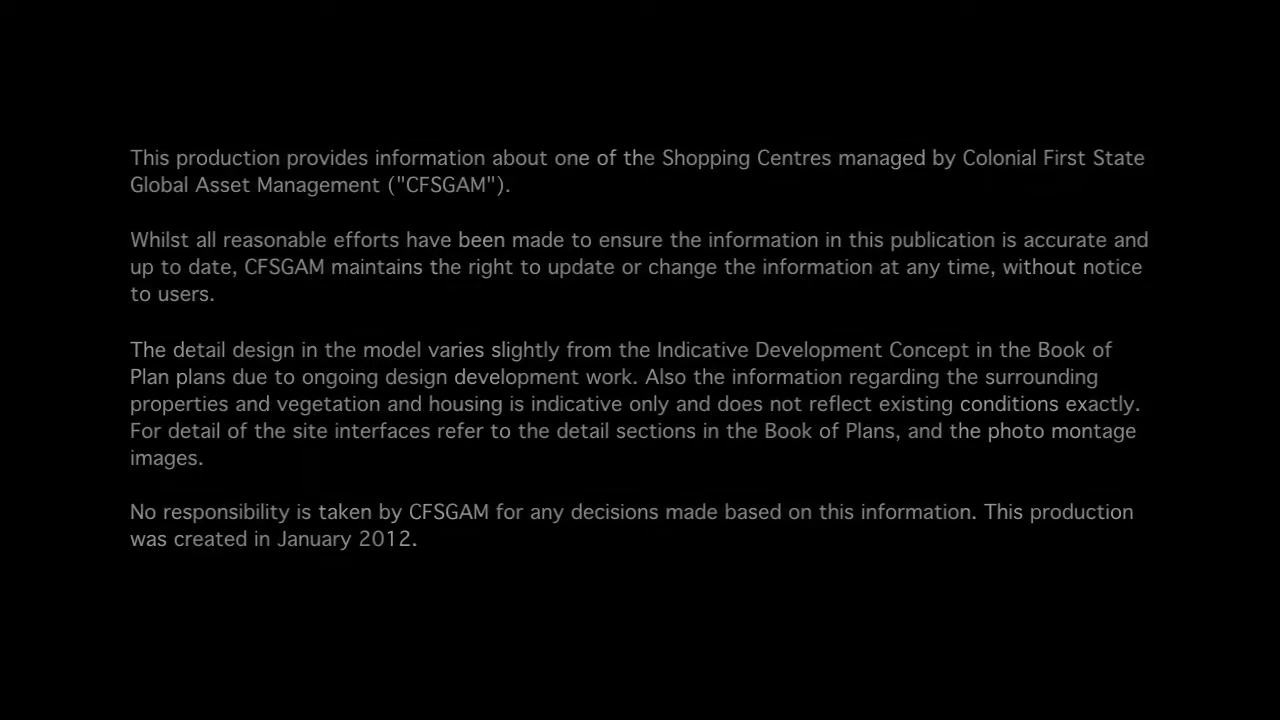 This production provides information about one of the Shopping Centres managed by Colonial First State
Global Asset Management ("CFSGAM").
Whilst all reasonable efforts have been made to ensure the information in this publication is accurate and
up to date, CFSGAM maintains the right to update or change the information at any time, without notice
to users.
The detail design in the model varies slightly from the Indicative Development Concept in the Book of
Plan plans due to ongoing design development work. Also the information regarding the surrounding
properties and vegetation and housing is indicative only and does not reflect existing conditions exactly.
For detail of the site interfaces refer to the detail sections in the Book of Plans, and the photo montage
images.
No responsibility is taken by CFSGAM for any decisions made based on this information. This production
was created in January 2012.